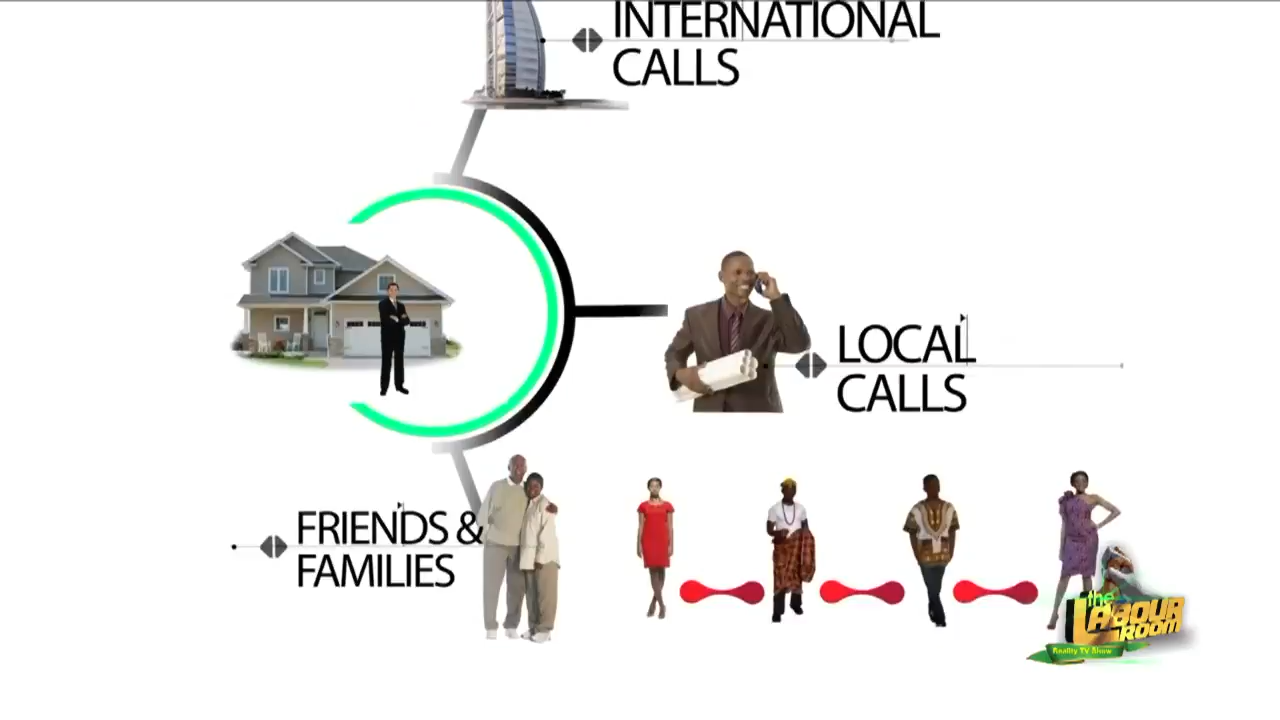 INTERNATIONAL
CALLS
LOCAL
CALLS
FRIENDS &
FAMILIES
the
LABOUR
ROOM
Reality TV Show